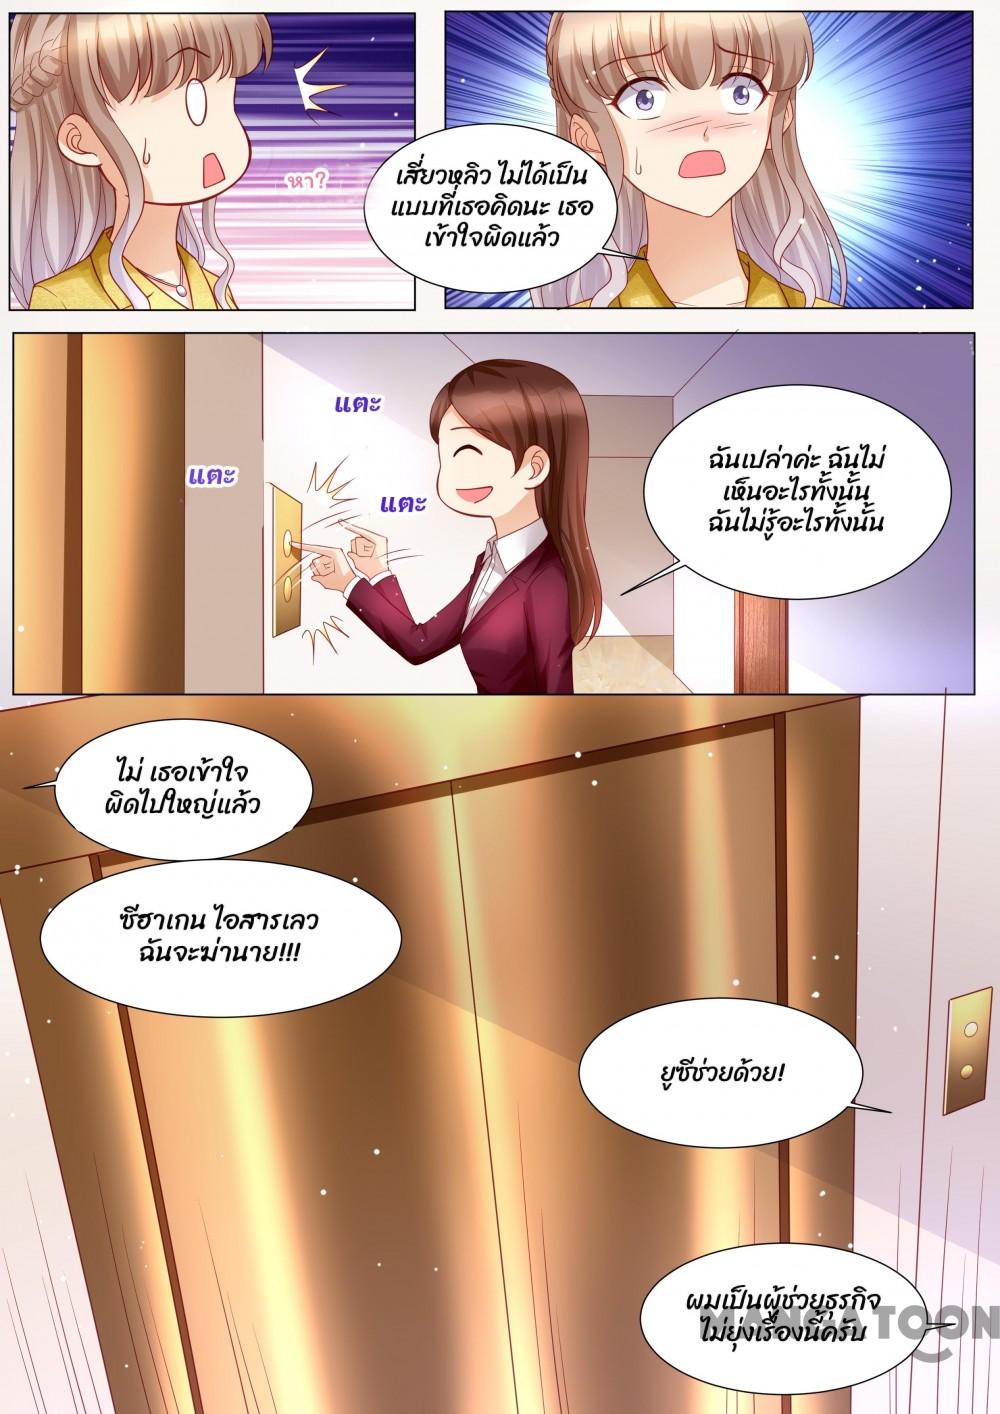 หา?
เสี่ยวหลิว ไม่ได้เป็น
แบบที่เธอคิดนะ เธอ
เข้าใจผิดแล้ว
แตะ
แตะ
แตะ
ฉันเปล่าค่ะ ฉันไม่
เห็นอะไรทั้งนั้น
ฉันไม่รู้อะไรทั้งนั้น
ไม่ เธอเข้าใจ
ผิดไปใหญ่แล้ว
ซีฮาเกน ไอสารเลว
ฉันจะฆ่านาย!!!
ยูซีช่วยด้วย!
ผมเป็นผู้ช่วยธุรกิจ
ไม่ยุ่งเรื่องนี้ครับ
MANGATOON